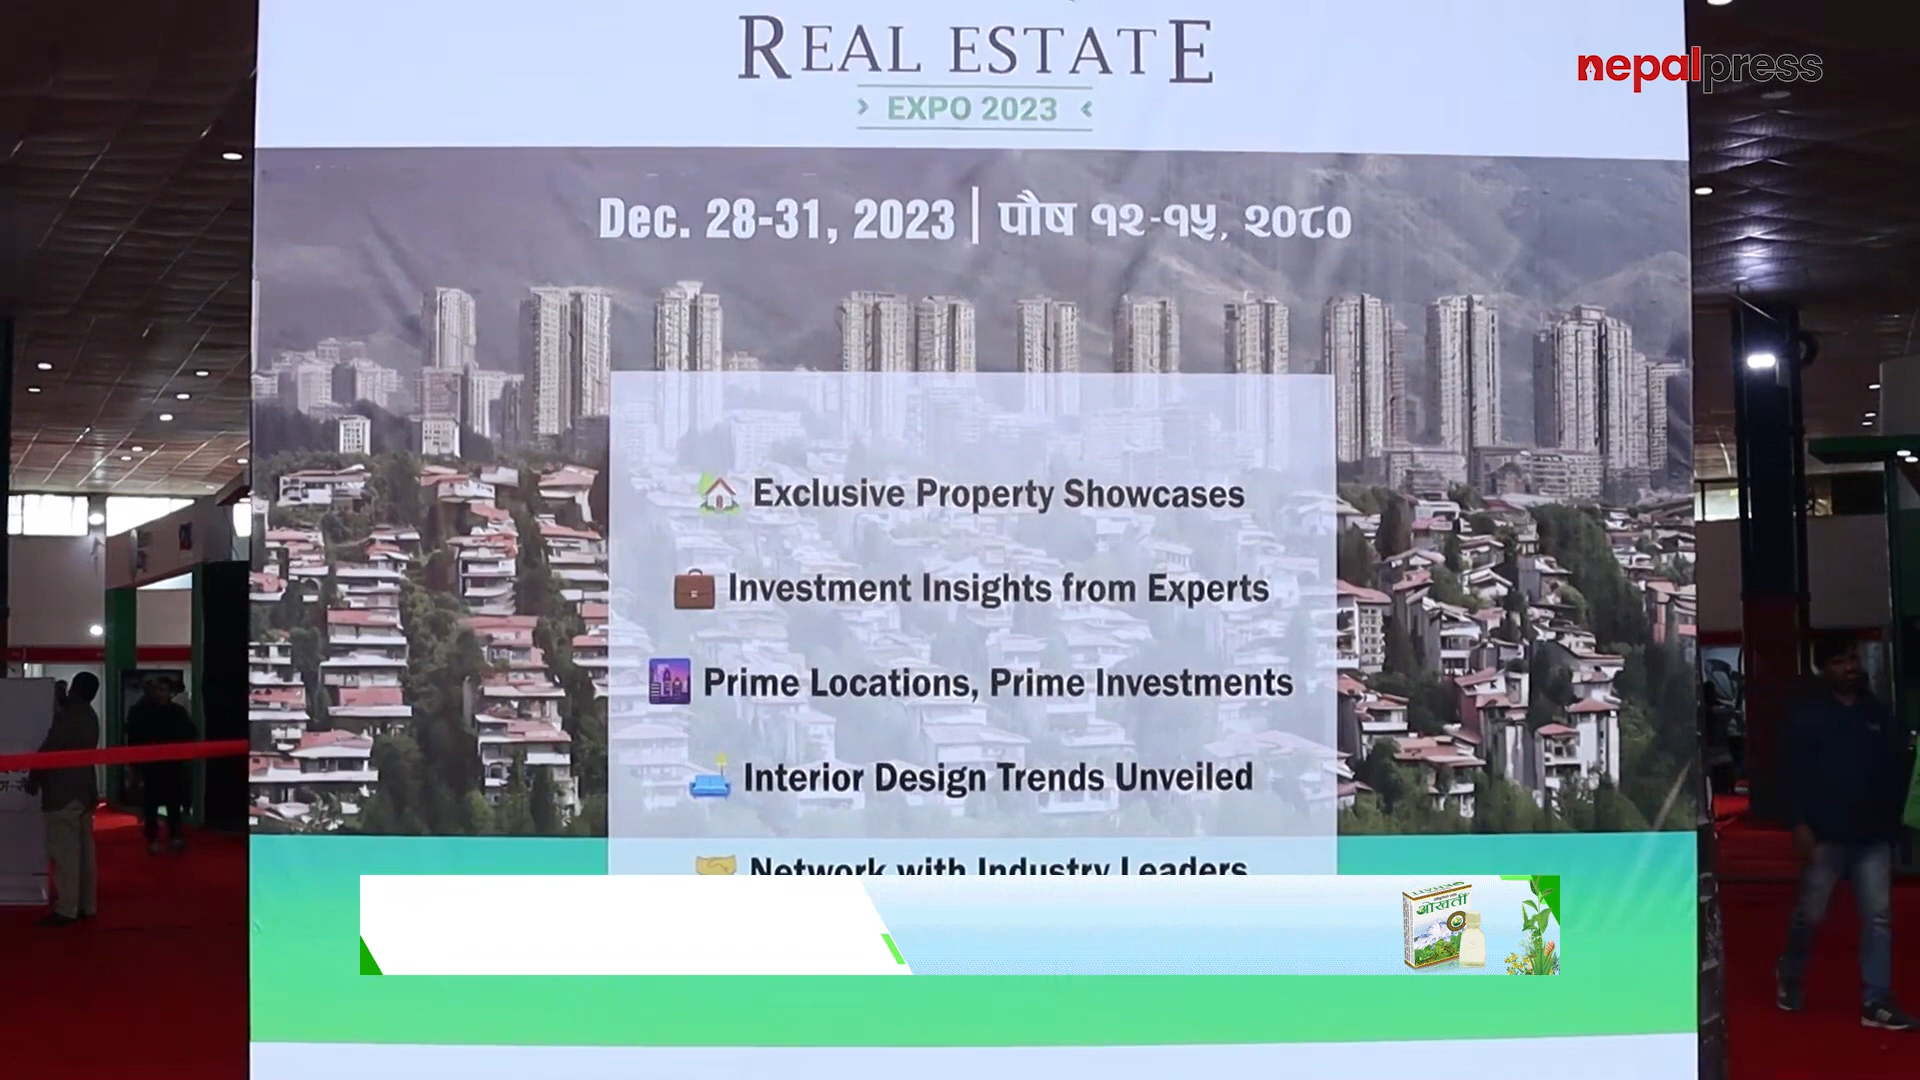 REAL ESTATE
nepalpress
EXPO 2023
Dec. 28-31, 2023 | पौष १२-१५, २०८०
Exclusive Property Showcases
Investment Insights from Experts
Prime Locations, Prime Investments
Interior Design Trends Unveiled
Network with Industry Leaders
ओखती